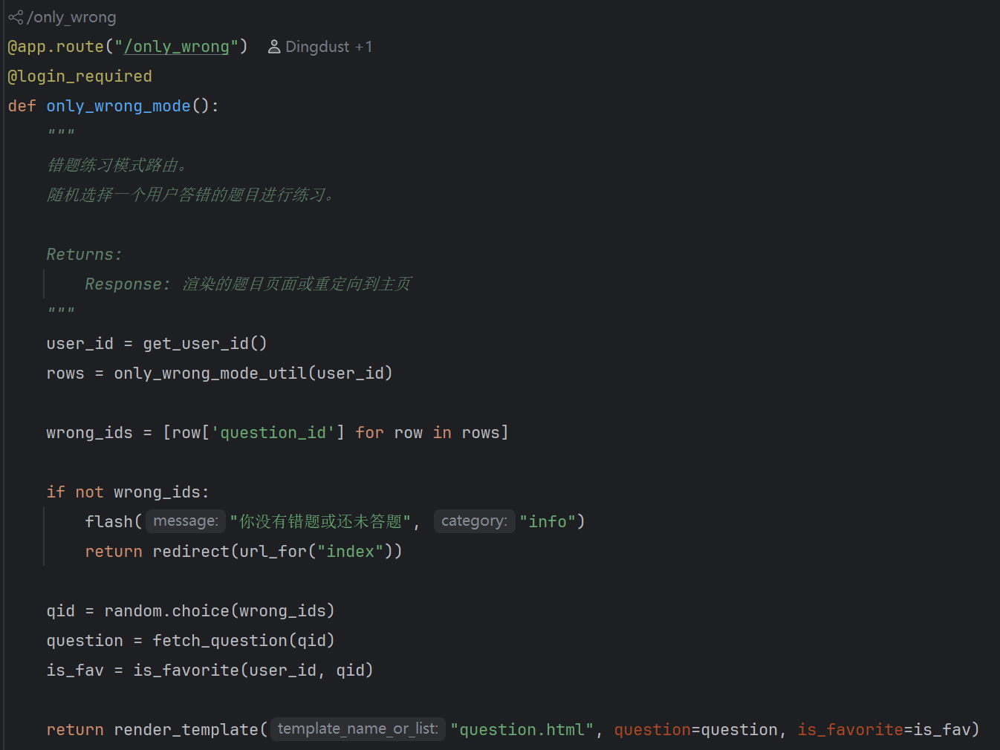 /only_wrong
@app.route("/only_wrong") Dingdust +1
@login_required
def only_wrong_mode():
    """
    错题练习模式路由。
    随机选择一个用户答错的题目进行练习。
    Returns:
        Response: 渲染的题目页面或重定向到主页
    """
    user_id = get_user_id()
    rows = only_wrong_mode_util(user_id)
    wrong_ids = [row['question_id'] for row in rows]
    if not wrong_ids:
        flash( message: "你没有错题或还未答题", category: "info")
        return redirect(url_for("index"))
    qid = random.choice(wrong_ids)
    question = fetch_question(qid)
    is_fav = is_favorite(user_id, qid)
    return render_template( template_name_or_list: "question.html", question=question, is_favorite=is_fav)